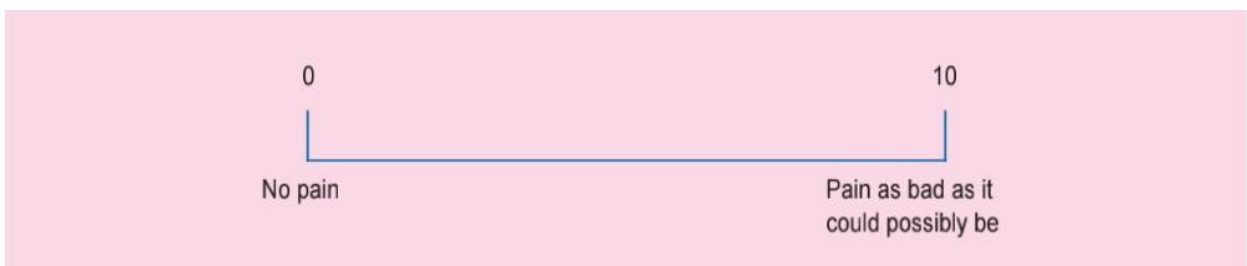 0
10
No pain
Pain as bad as it
could possibly be